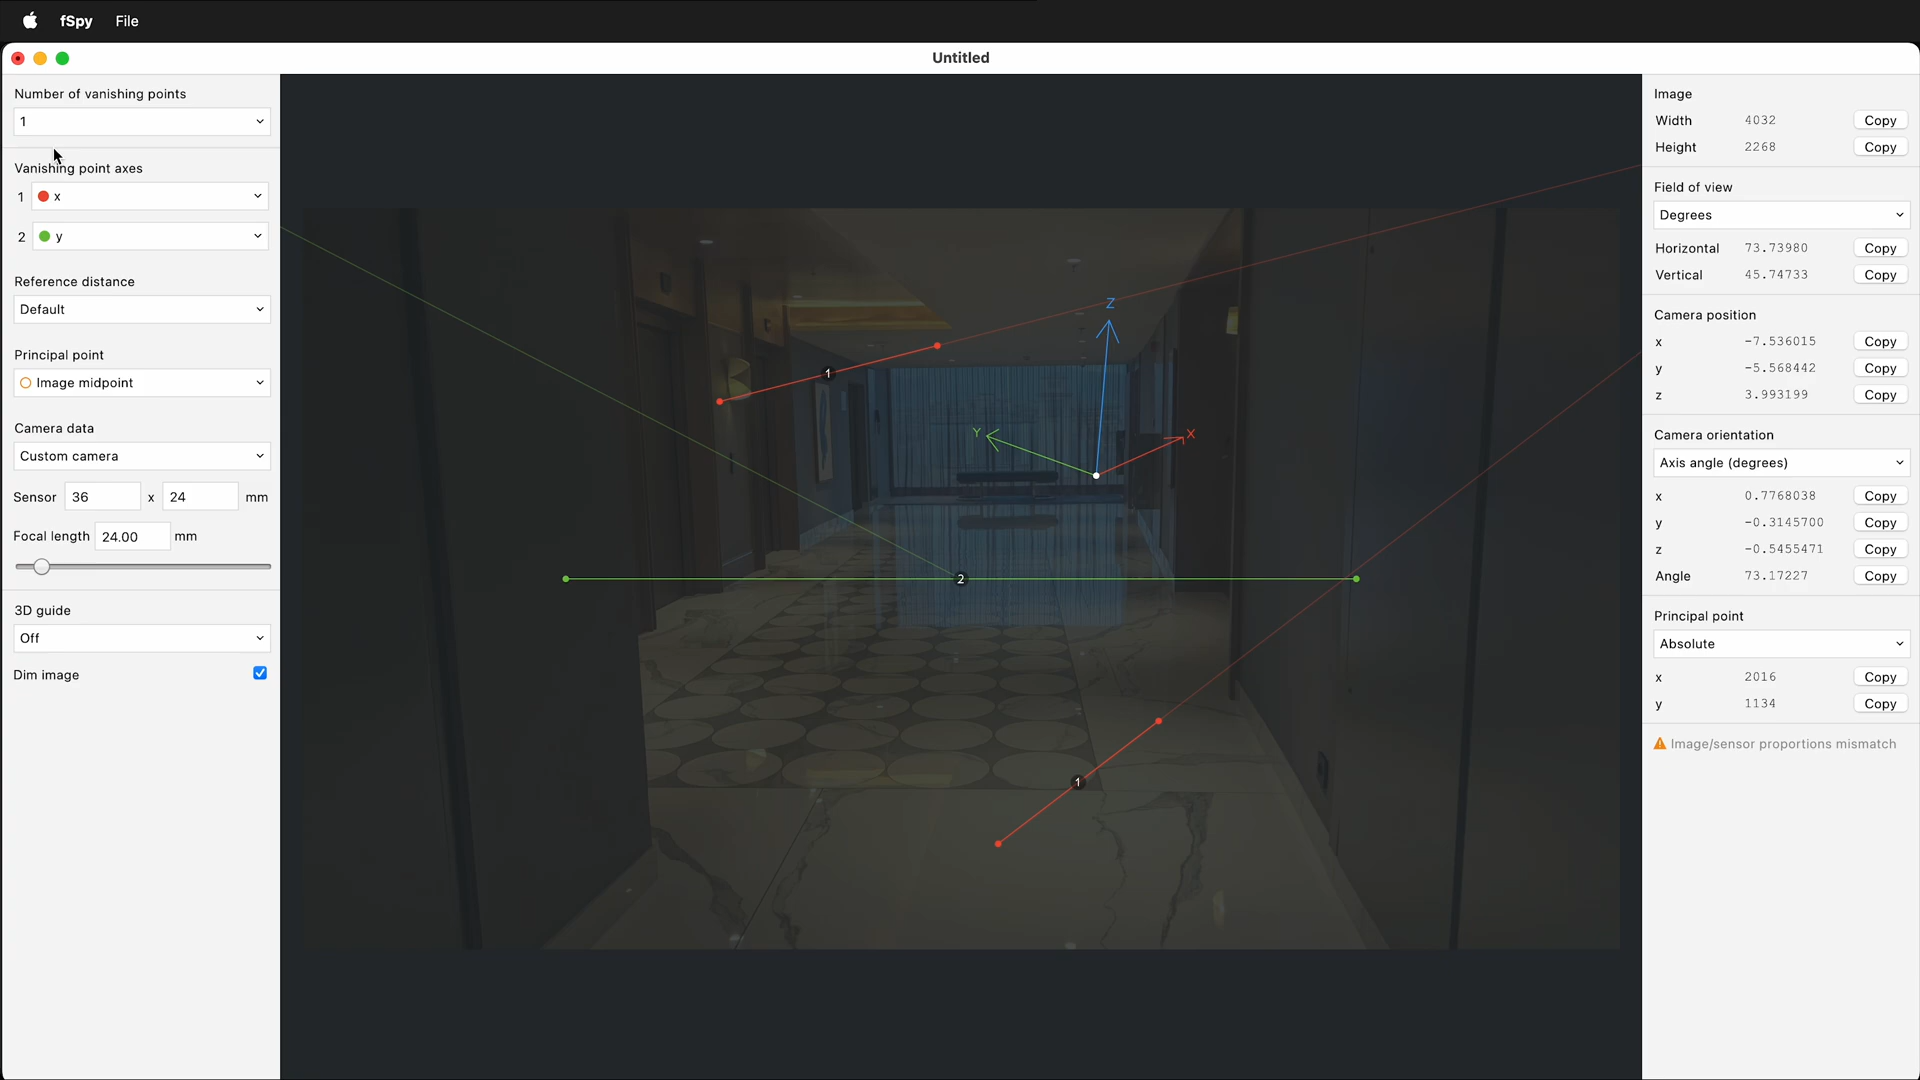 fSpy File
Untitled
Number of vanishing points
1
Vanishing point axes
1 x
2 y
Reference distance
Default
Principal point
Image midpoint
Camera data
Custom camera
Sensor 36 x 24 mm
Focal length 24.00 mm
3D guide
Off
Dim image
Z
1
Y
X
2
1
Image
Width 4032 Copy
Height 2268 Copy
Field of view
Degrees
Horizontal 73.73980 Copy
Vertical 45.74733 Copy
Camera position
x -7.536015 Copy
y -5.568442 Copy
z 3.993199 Copy
Camera orientation
Axis angle (degrees)
x 0.7768038 Copy
y -0.3145700 Copy
z -0.5455471 Copy
Angle 73.17227 Copy
Principal point
Absolute
x 2016 Copy
y 1134 Copy
Image/sensor proportions mismatch